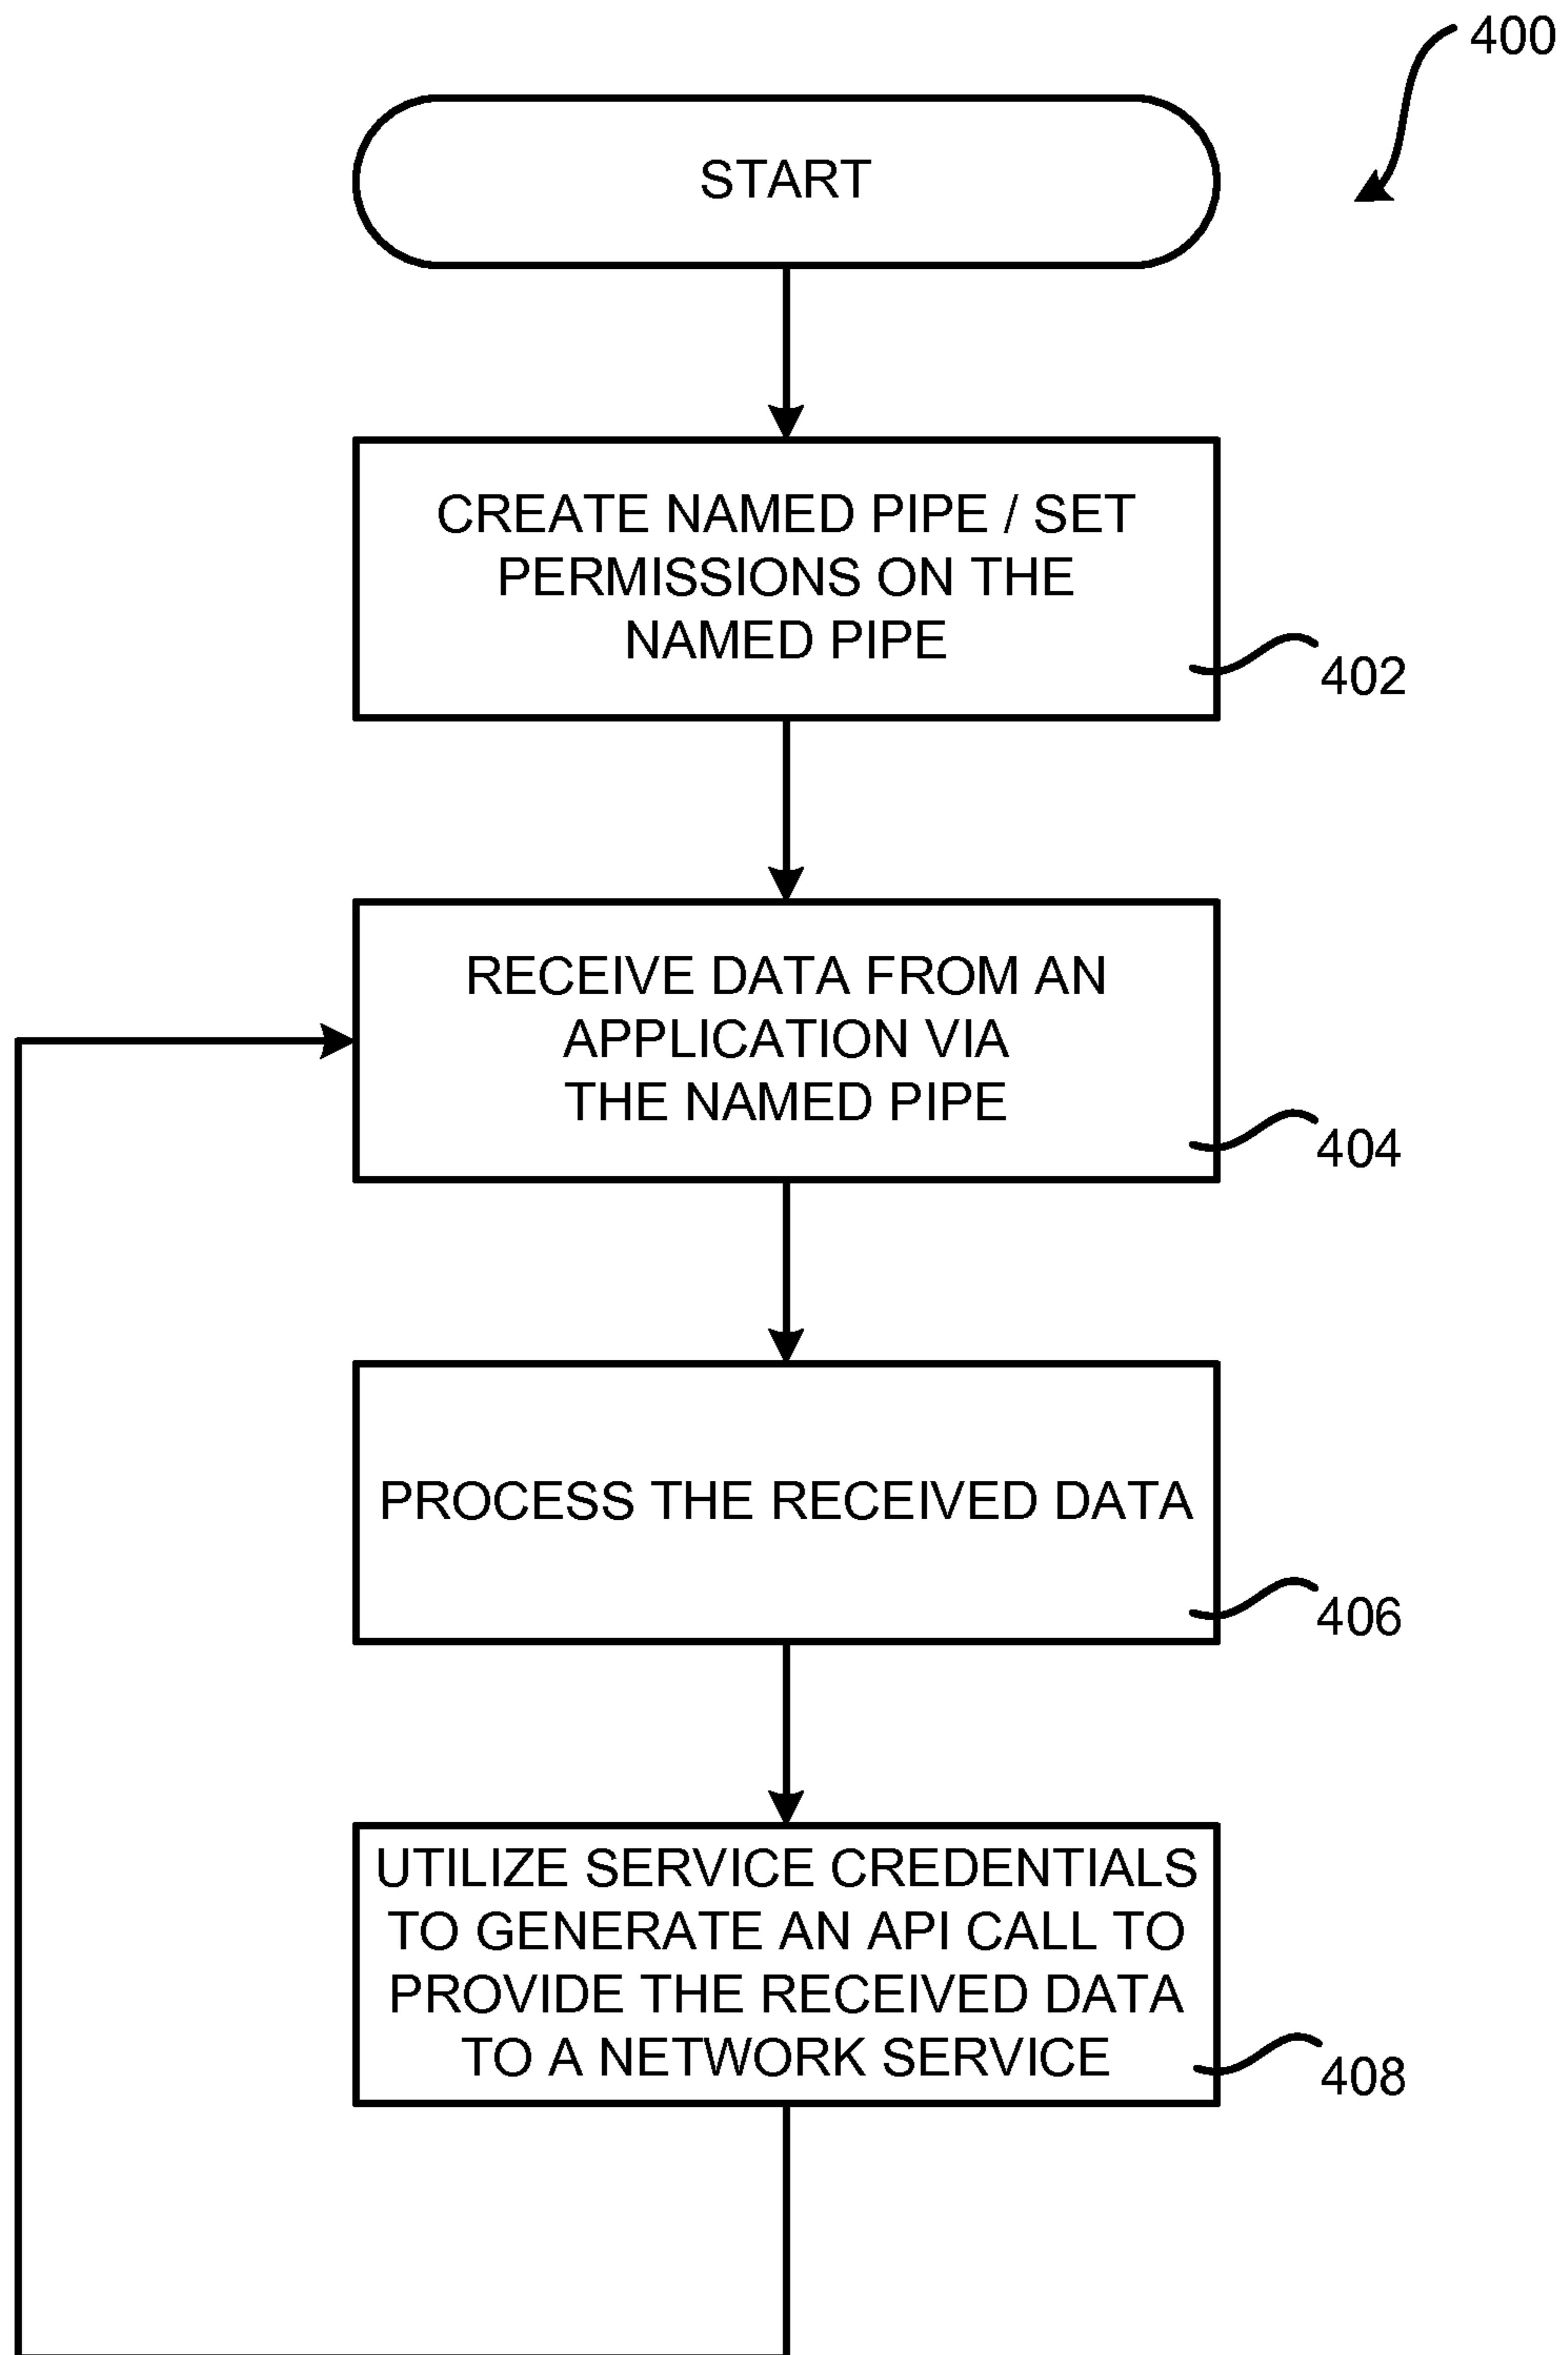 400
START
CREATE NAMED PIPE / SET
PERMISSIONS ON THE
NAMED PIPE
402
RECEIVE DATA FROM AN
APPLICATION VIA
THE NAMED PIPE
404
PROCESS THE RECEIVED DATA
406
UTILIZE SERVICE CREDENTIALS
TO GENERATE AN API CALL TO
PROVIDE THE RECEIVED DATA
TO A NETWORK SERVICE
408